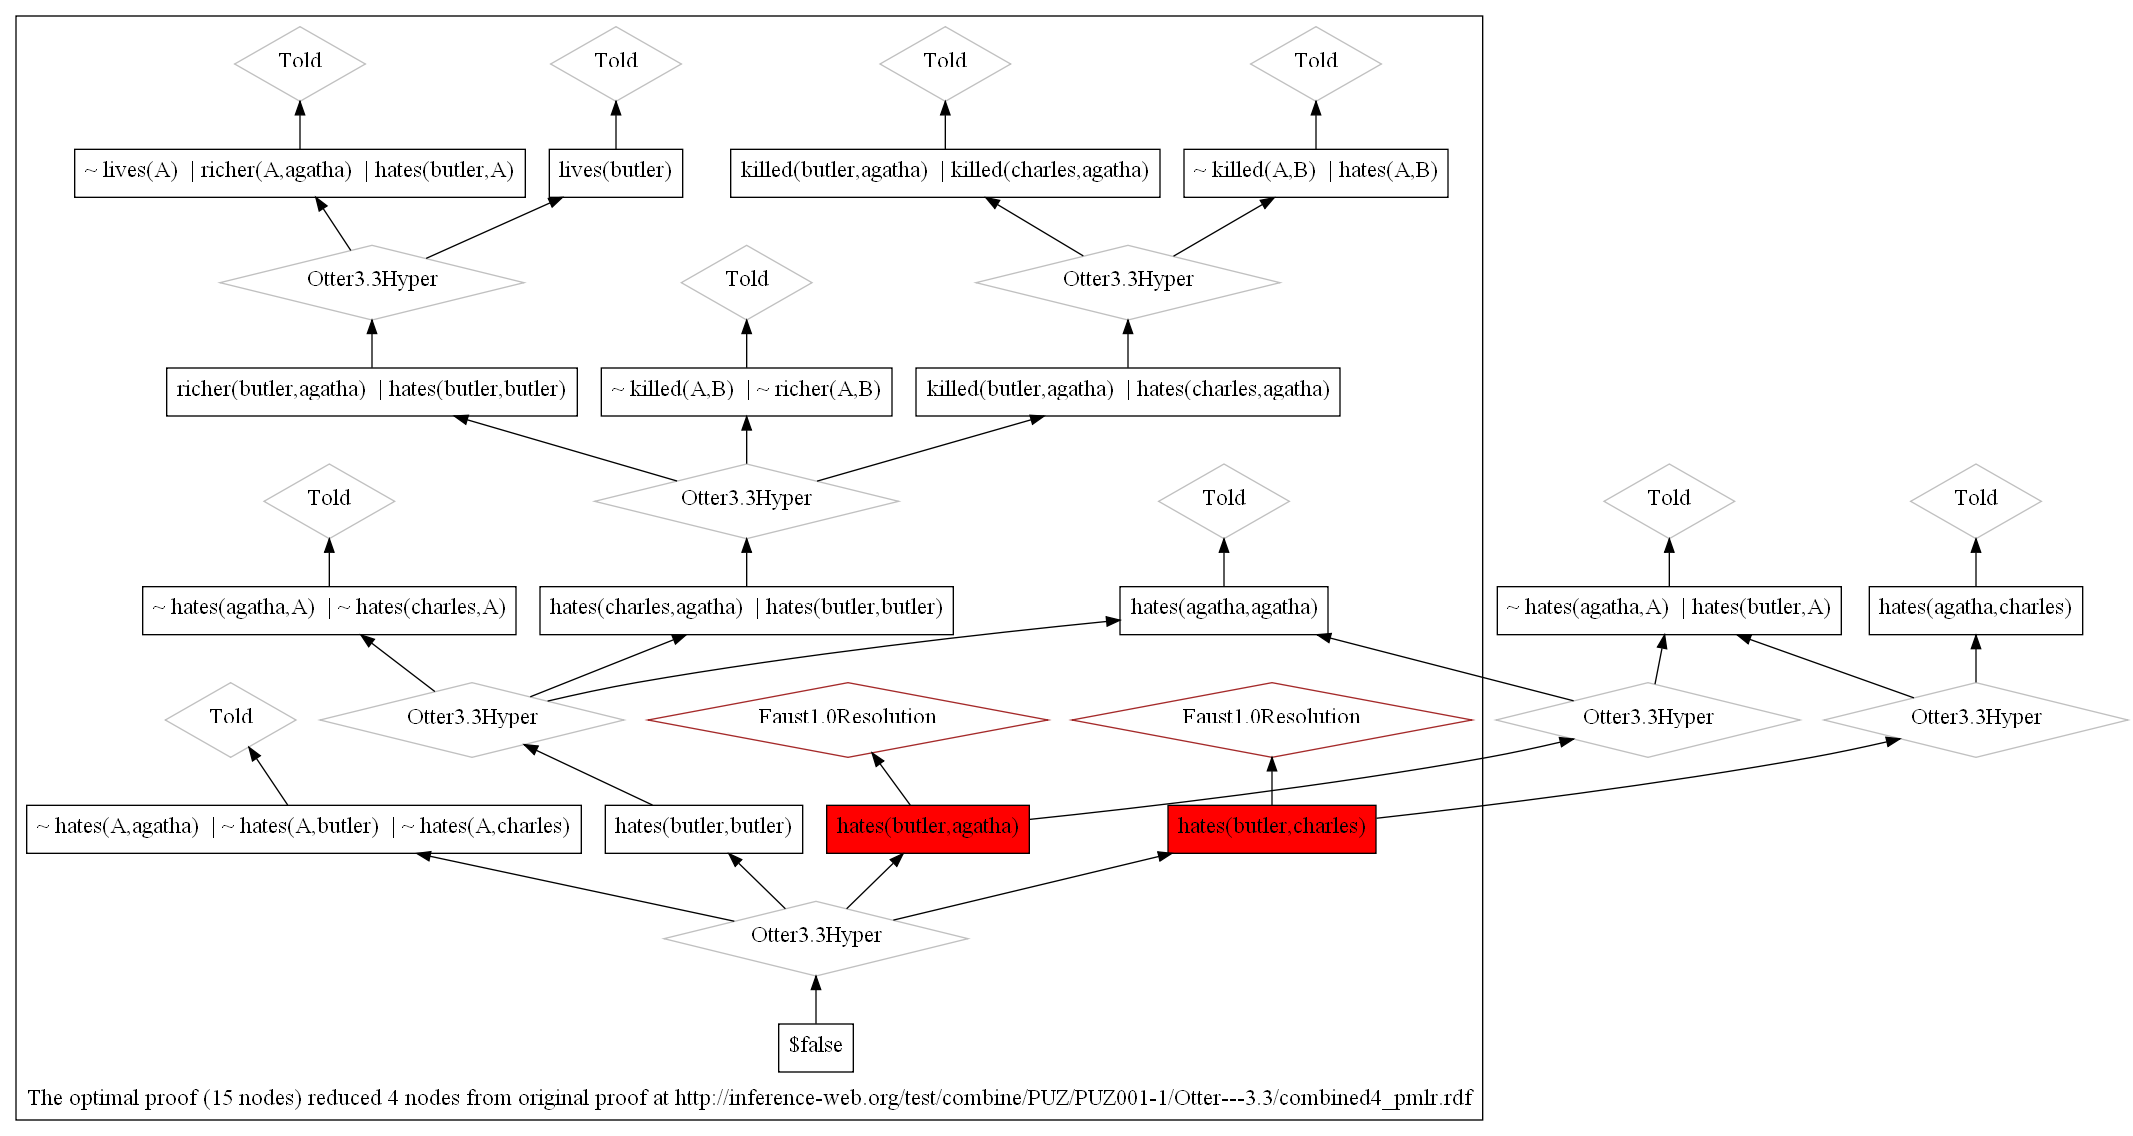 Told
Told
Told
Told
~ lives(A) | richer(A,agatha) | hates(butler,A)
lives(butler)
killed(butler,agatha) | killed(charles,agatha)
~ killed(A,B) | hates(A,B)
Otter3.3Hyper
Told
Otter3.3Hyper
richer(butler,agatha) | hates(butler,butler)
~ killed(A,B) | ~ richer(A,B)
killed(butler,agatha) | hates(charles,agatha)
Told
Otter3.3Hyper
Told
Told
Told
~ hates(agatha,A) | ~ hates(charles,A)
hates(charles,agatha) | hates(butler,butler)
hates(agatha,agatha)
~ hates(agatha,A) | hates(butler,A)
hates(agatha,charles)
Told
Otter3.3Hyper
Faust1.0Resolution
Faust1.0Resolution
Otter3.3Hyper
Otter3.3Hyper
~ hates(A,agatha) | ~ hates(A,butler) | ~ hates(A,charles)
hates(butler,butler)
hates(butler,agatha)
hates(butler,charles)
Otter3.3Hyper
$false
The optimal proof (15 nodes) reduced 4 nodes from original proof at http://inference-web.org/test/combine/PUZ/PUZ001-1/Otter---3.3/combined4_pmlr.rdf